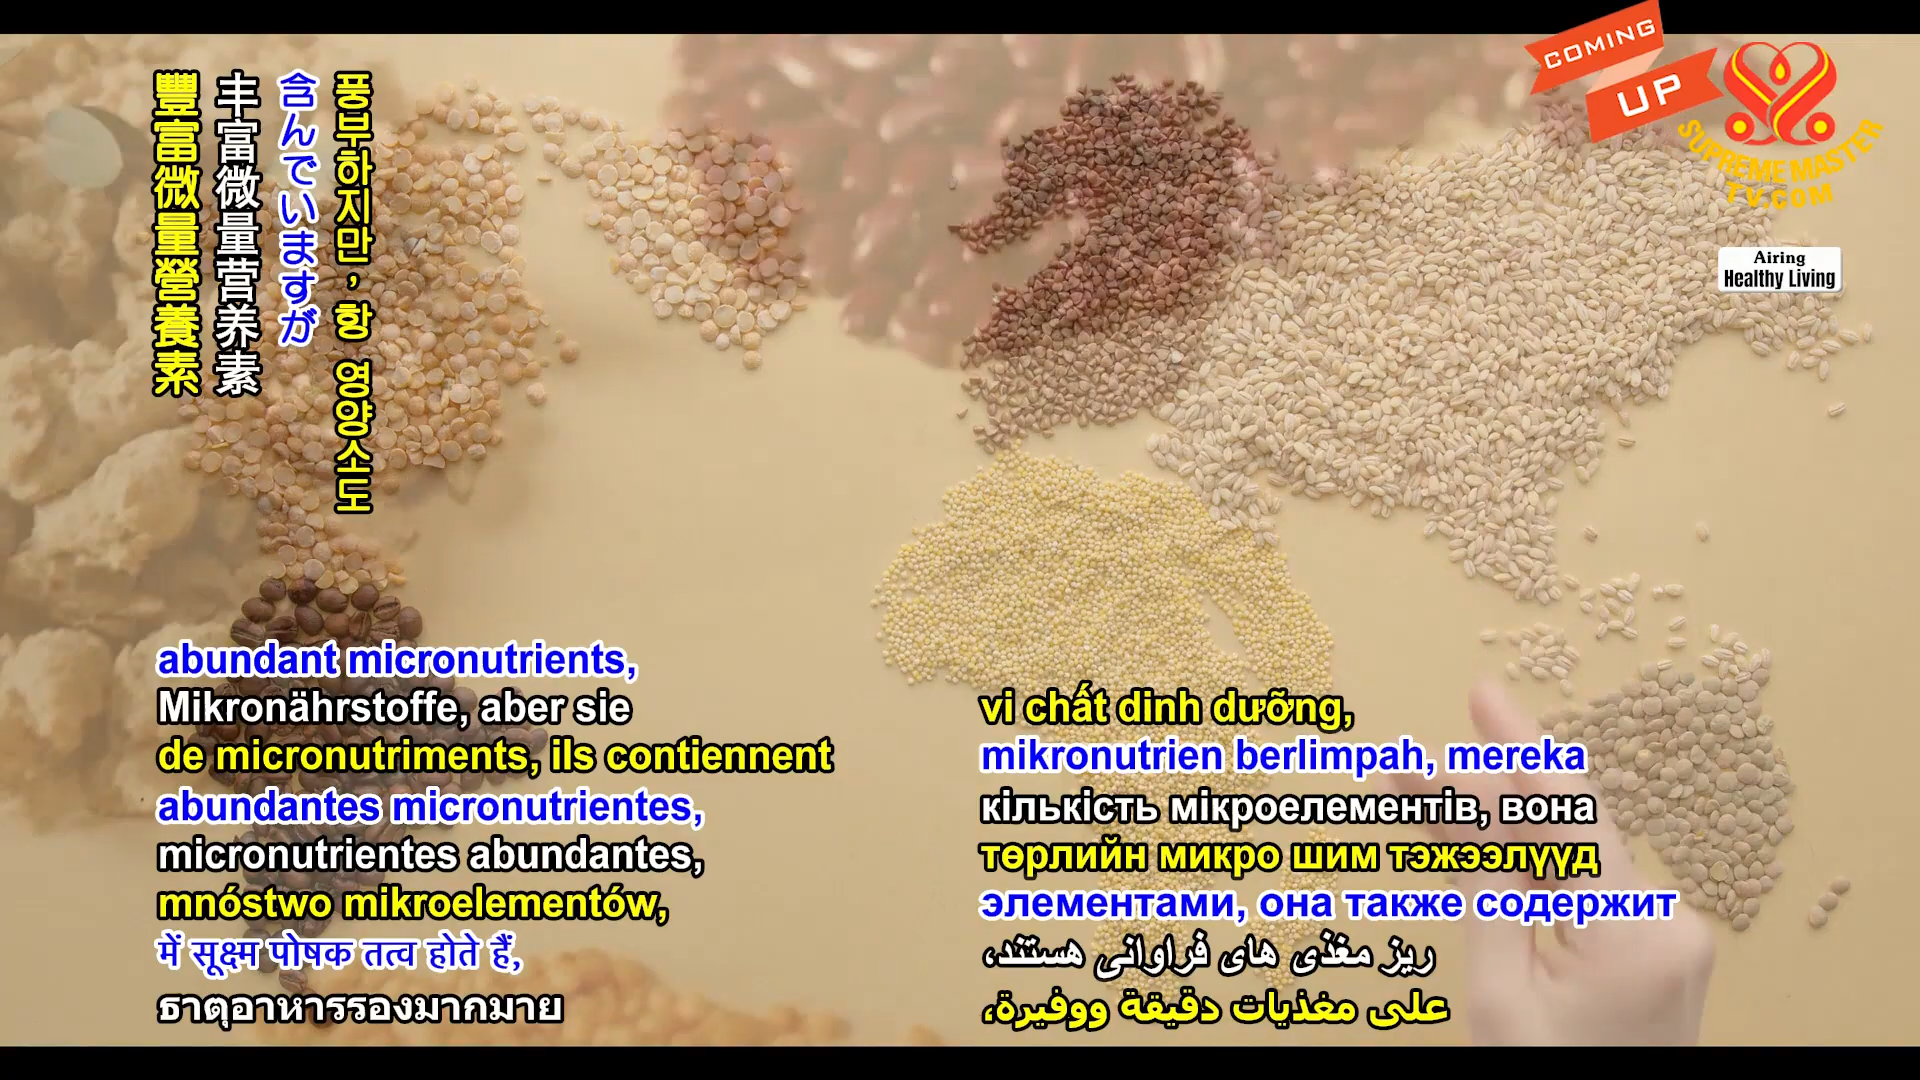 豐富微量營養素
丰富微量营养素
含んでいますが
풍부하지만, 항 영양소도
COMING
UP
SUPREME MASTER
TV.COM
Airing
Healthy Living
abundant micronutrients,
Mikronährstoffe, aber sie
de micronutriments, ils contiennent
abundantes micronutrientes,
micronutrientes abundantes,
mnóstwo mikroelementów,
में सूक्ष्म पोषक तत्व होते हैं,
ธาตุอาหารรองมากมาย
vi chất dinh dưỡng,
mikronutrien berlimpah, mereka
кількість мікроелементів, вона
төрлийн микро шим тэжээлүүд
элементами, она также содержит
ریز مغذی های فراوانی هستند،
على مغذيات دقيقة ووفيرة،